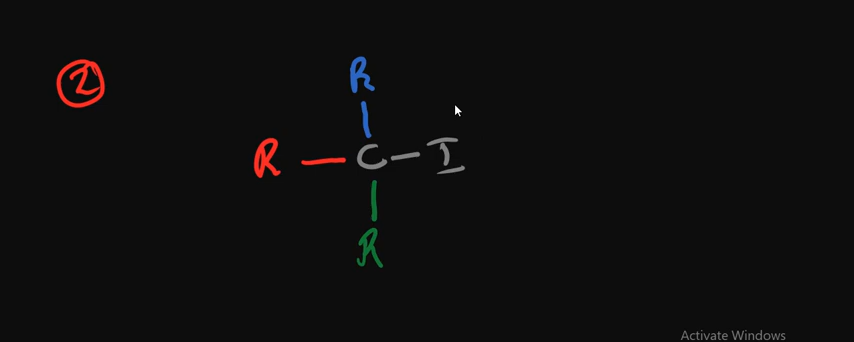 2
R
R — C — I
R
Activate Windows